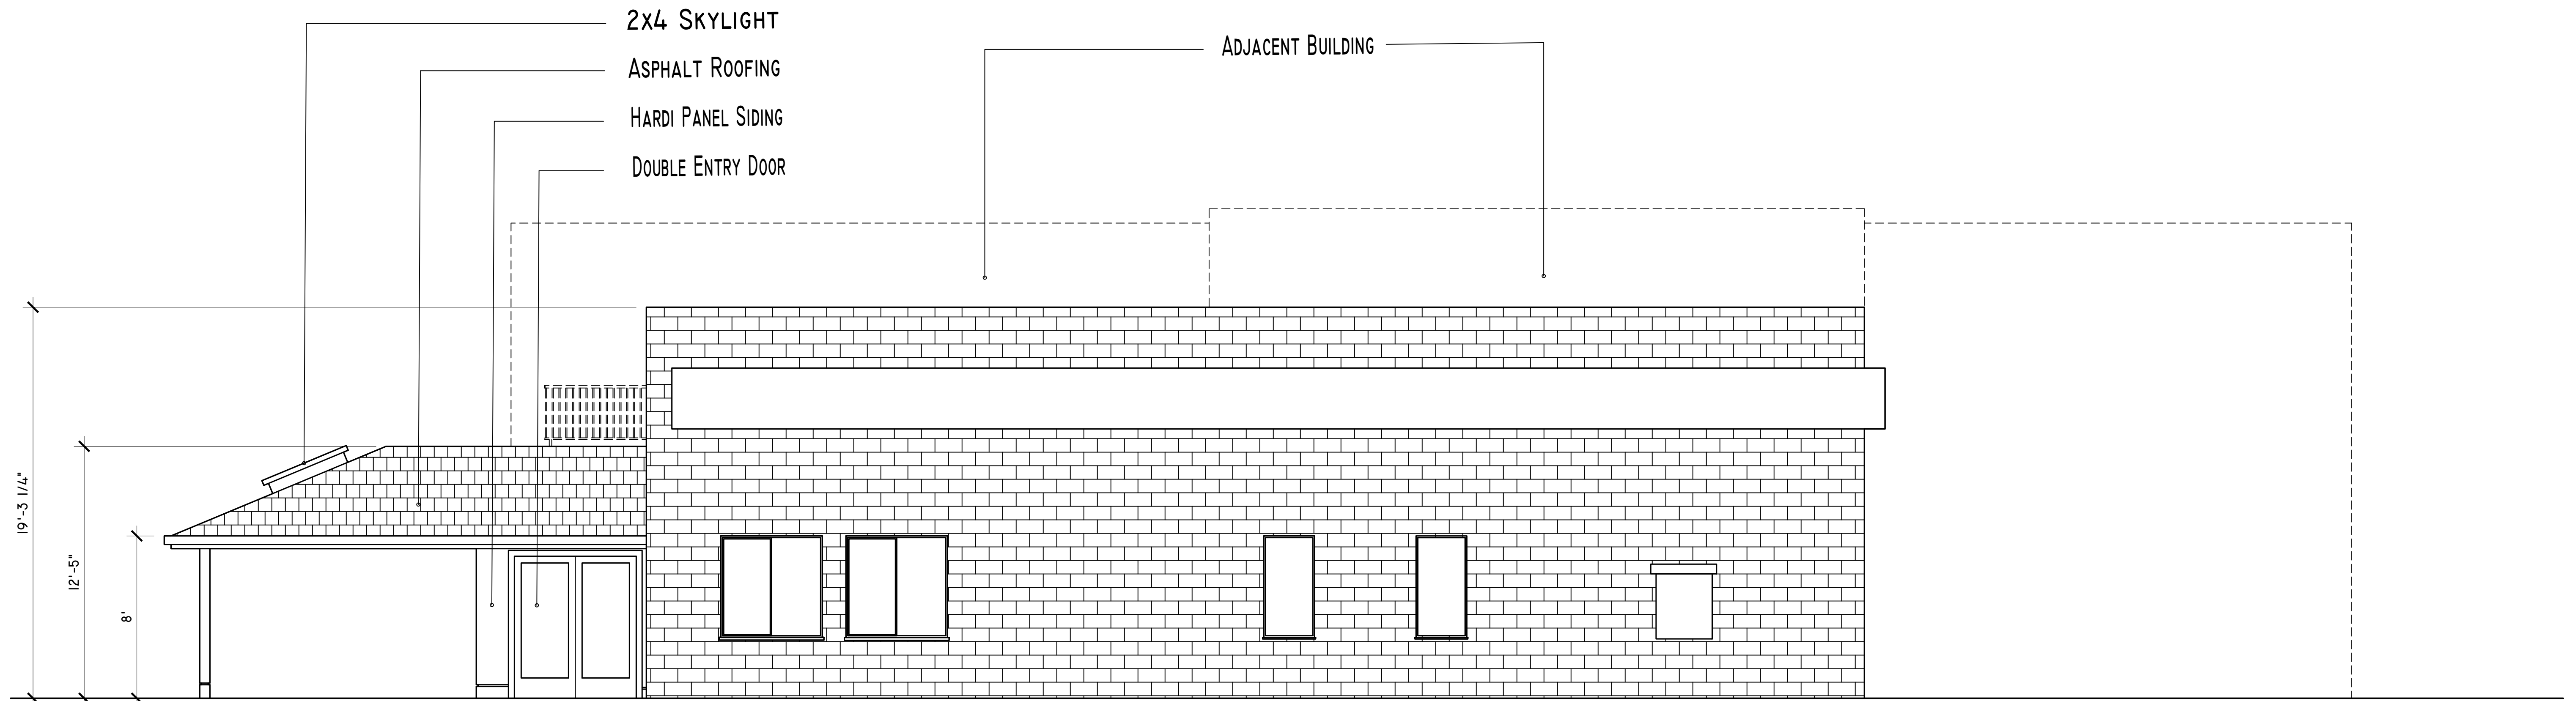 2x4 Skylight
Asphalt Roofing
Hardi Panel Siding
Double Entry Door
Adjacent Building
19'-3 1/4"
12'-5"
8'